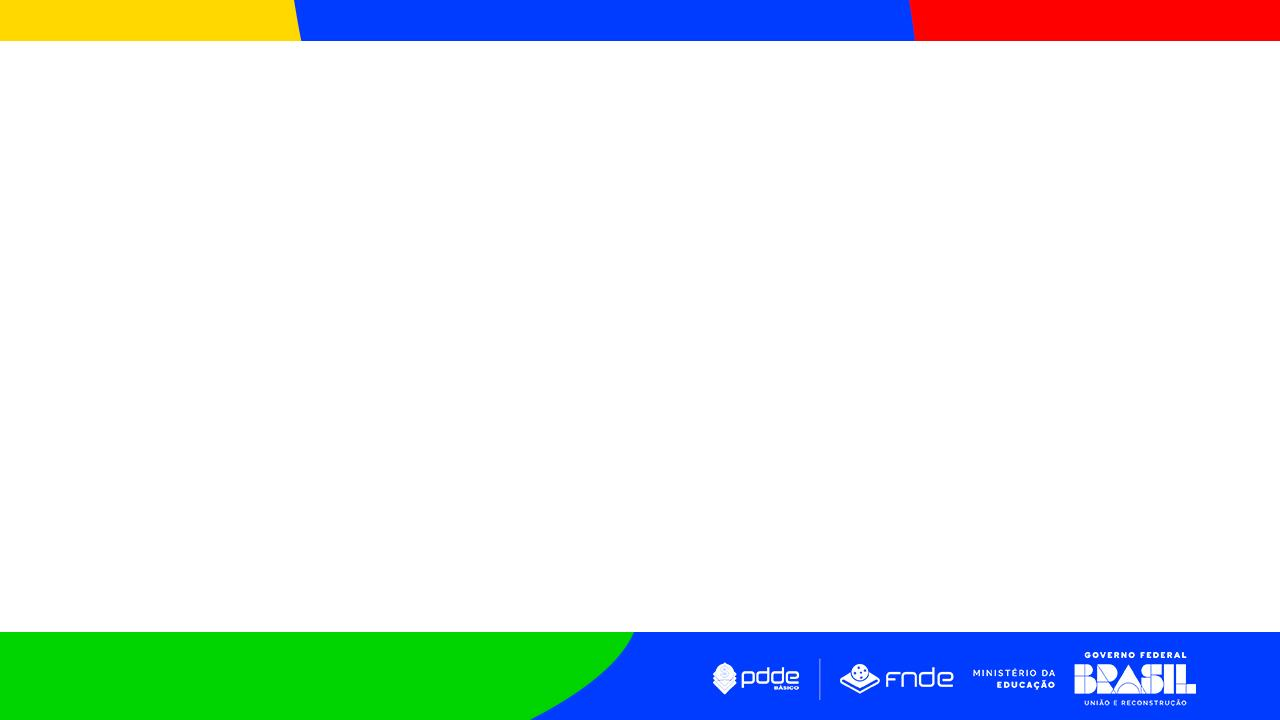 pdde
BÁSICO
fnde
MINISTÉRIO DA
EDUCAÇÃO
GOVERNO FEDERAL
BRASIL
UNIÃO E RECONSTRUÇÃO